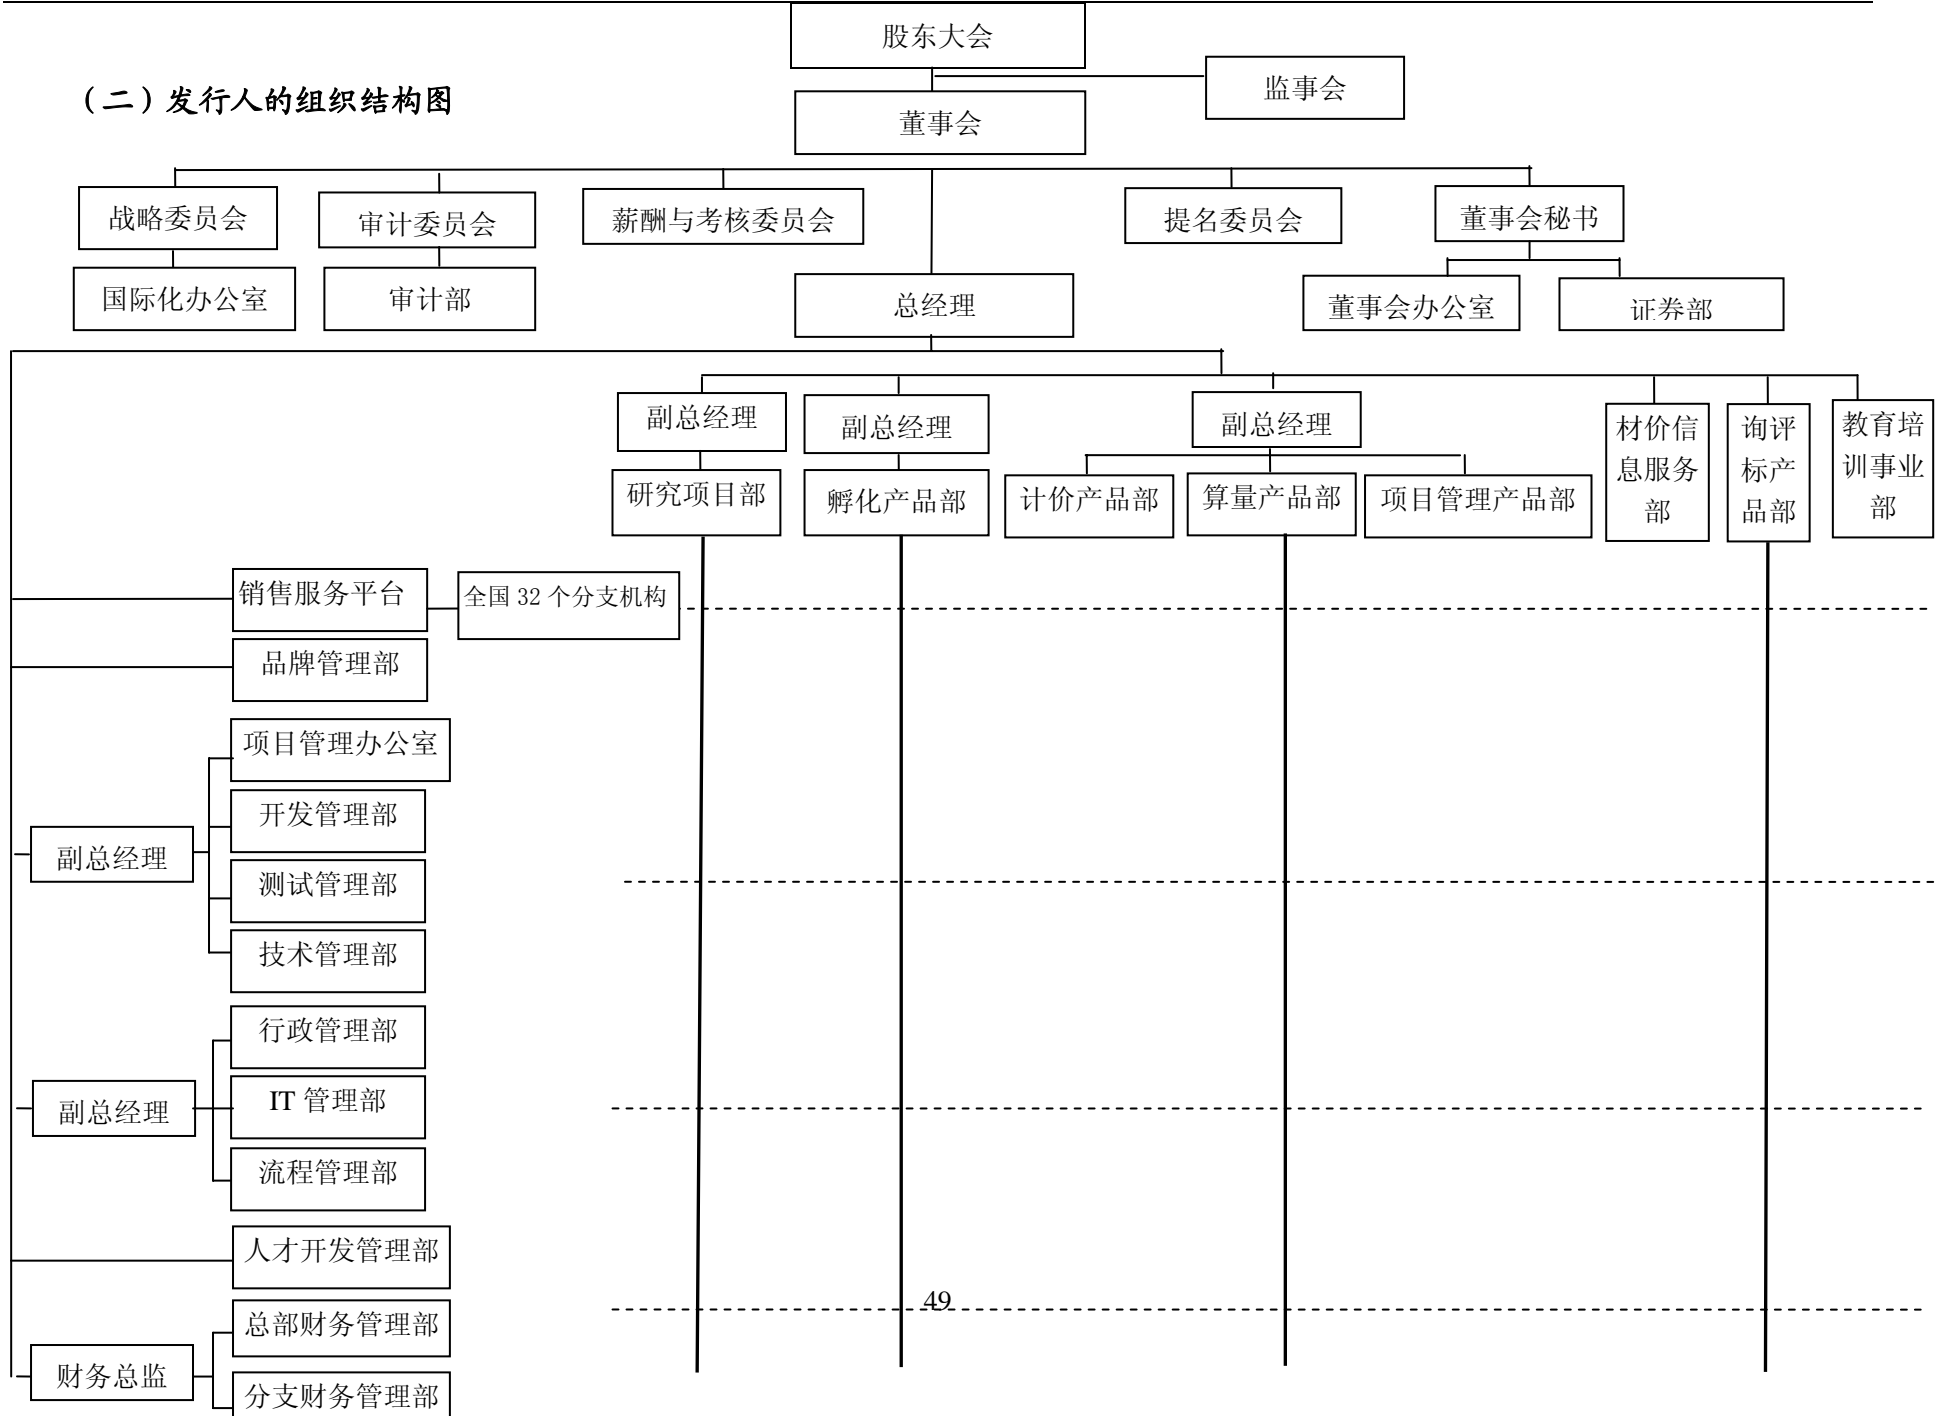 股东大会
监事会
（二）发行人的组织结构图
董事会
战略委员会
审计委员会
薪酬与考核委员会
提名委员会
董事会秘书
国际化办公室
审计部
总经理
董事会办公室
证券部
副总经理
副总经理
副总经理
材价信
息服务
部
询评
标产
品部
教育培
训事业
部
研究项目部
孵化产品部
计价产品部
算量产品部
项目管理产品部
销售服务平台
全国 32 个分支机构
品牌管理部
项目管理办公室
开发管理部
副总经理
测试管理部
技术管理部
行政管理部
副总经理
IT 管理部
流程管理部
人才开发管理部
49
总部财务管理部
财务总监
分支财务管理部